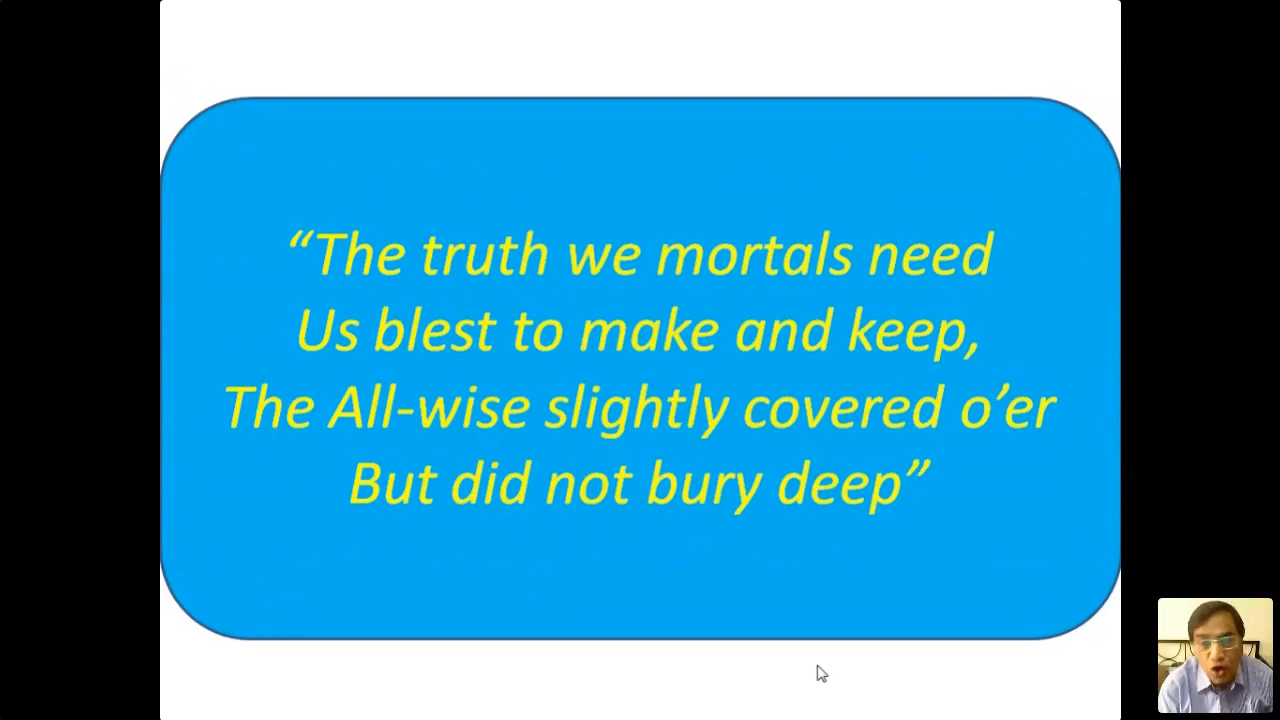 “The truth we mortals need
Us blest to make and keep,
The All-wise slightly covered o’er
But did not bury deep”